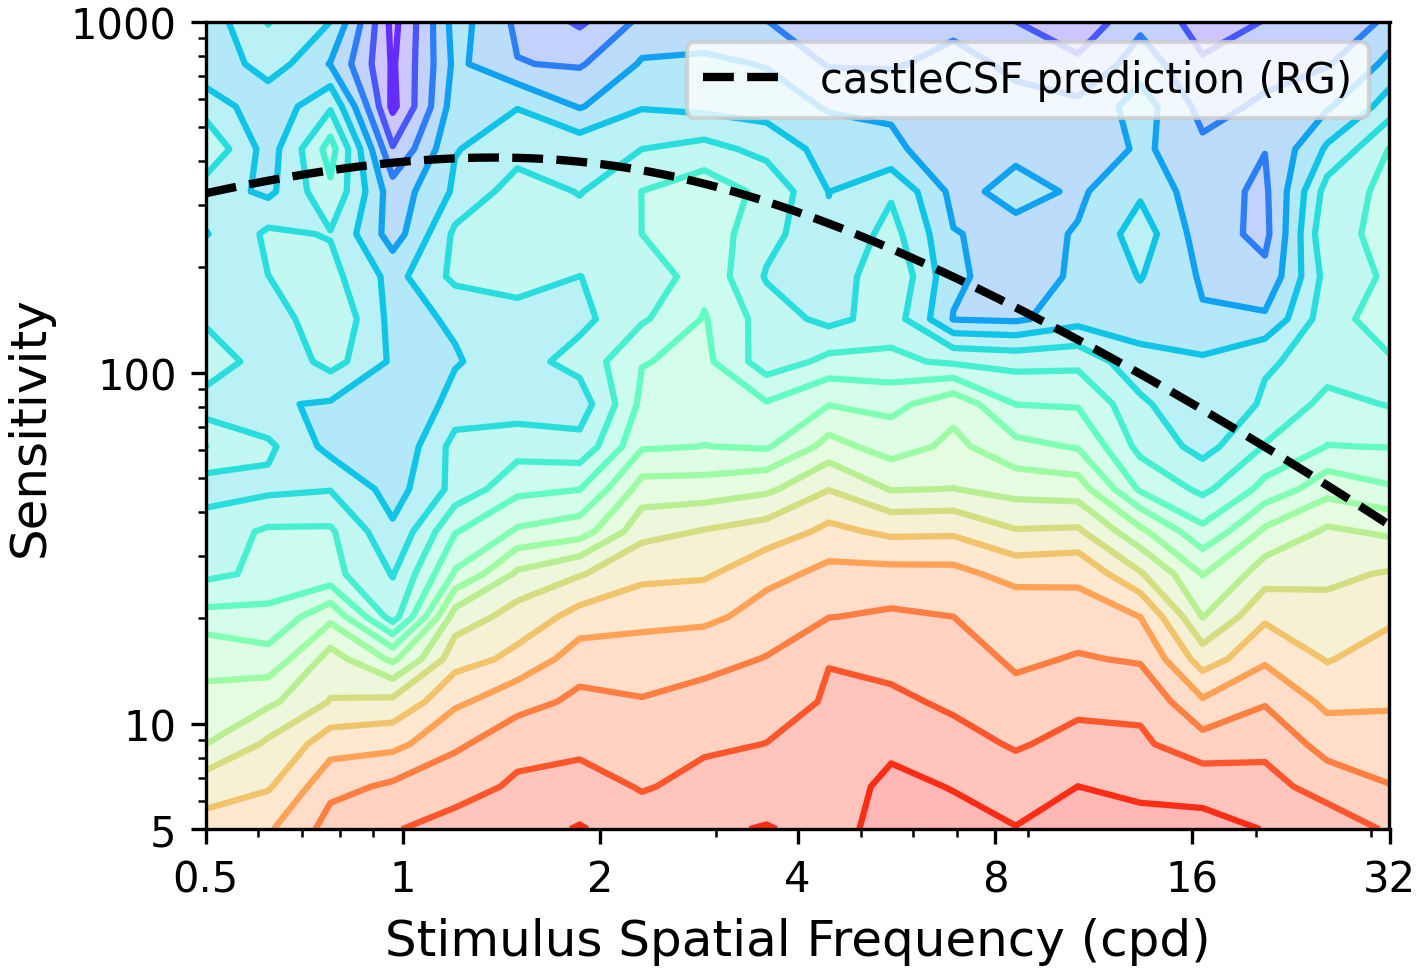 1000
castleCSF prediction (RG)
Sensitivity
100
10
5
0.5 1 2 4 8 16 32
Stimulus Spatial Frequency (cpd)